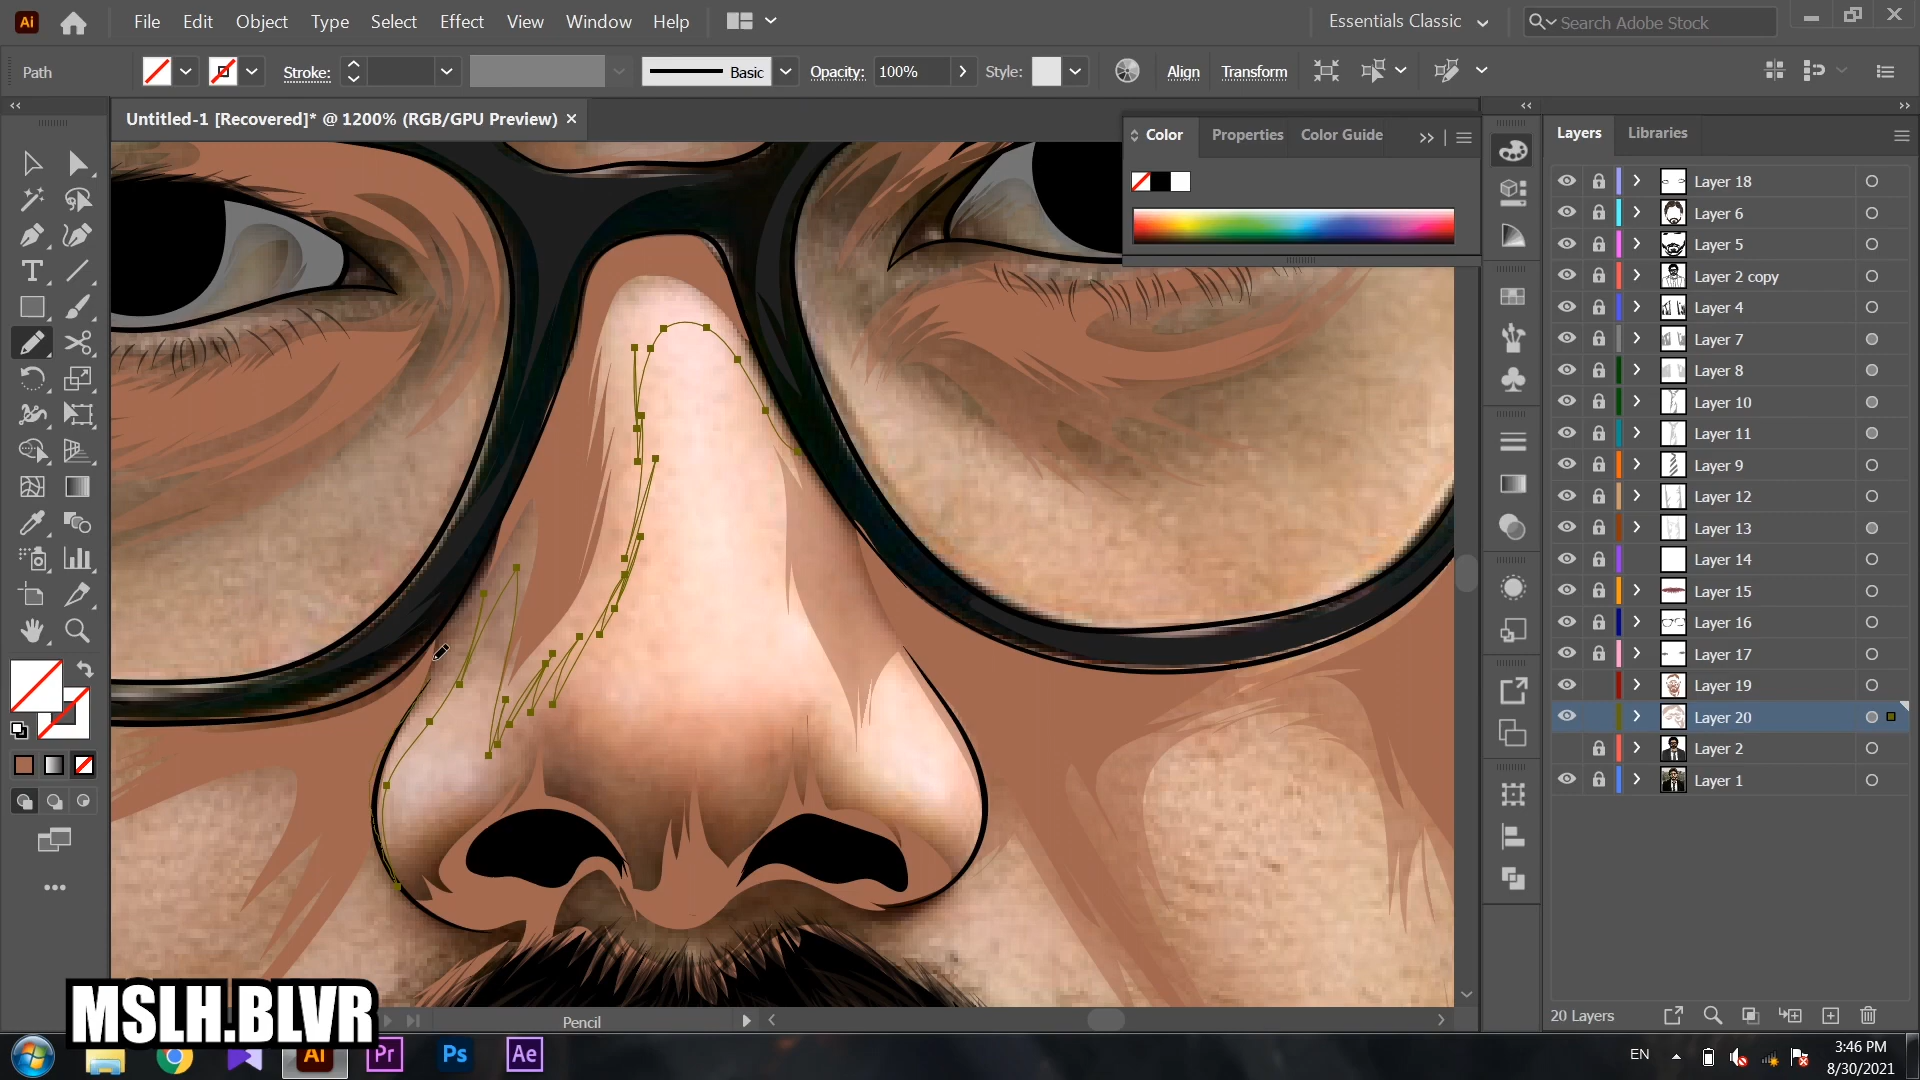 Ai File Edit Object Type Select Effect View Window Help Essentials Classic Search Adobe Stock
Path Stroke: Basic Opacity: 100% Style: Align Transform
Untitled-1 [Recovered]* @ 1200% (RGB/GPU Preview)
Color Properties Color Guide
Layers Libraries
Layer 18
Layer 6
Layer 5
Layer 2 copy
Layer 4
Layer 7
Layer 8
Layer 10
Layer 11
Layer 9
Layer 12
Layer 13
Layer 14
Layer 15
Layer 16
Layer 17
Layer 19
Layer 20
Layer 2
Layer 1
MSLH.BLVR
Pencil
20 Layers
Ai Pr Ps Ae
EN
3:46 PM
8/30/2021